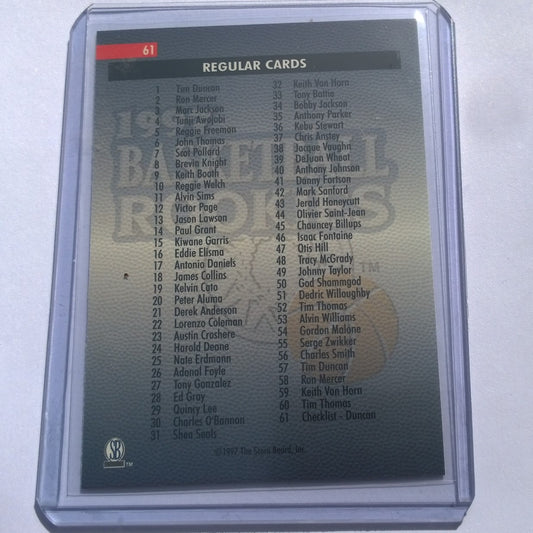 61
REGULAR CARDS
1 Tim Duncan
2 Ron Mercer
3 Marc Jackson
4 Tunji Awojobi
5 Reggie Freeman
6 John Thomas
7 Scot Pollard
8 Brevin Knight
9 Keith Booth
10 Reggie Welch
11 Alvin Sims
12 Victor Page
13 Jason Lawson
14 Paul Grant
15 Kiwane Garris
16 Eddie Elisma
17 Antonio Daniels
18 James Collins
19 Kelvin Cato
20 Peter Aluma
21 Derek Anderson
22 Lorenzo Coleman
23 Austin Croshere
24 Harold Deane
25 Nate Erdmann
26 Adonal Foyle
27 Tony Gonzalez
28 Ed Gray
29 Quincy Lee
30 Charles O'Bannon
31 Shea Seals
32 Keith Van Horn
33 Tony Battie
34 Bobby Jackson
35 Anthony Parker
36 Kebu Stewart
37 Chris Anstey
38 Jacque Vaughn
39 DeJuan Wheat
40 Anthony Johnson
41 Danny Fortson
42 Mark Sanford
43 Jerald Honeycutt
44 Olivier Saint-Jean
45 Chauncey Billups
46 Isaac Fontaine
47 Otis Hill
48 Tracy McGrady
49 Johnny Taylor
50 God Shammgod
51 Dedric Willoughby
52 Tim Thomas
53 Alvin Williams
54 Gordon Malone
55 Serge Zwikker
56 Charles Smith
57 Tim Duncan
58 Ron Mercer
59 Keith Van Horn
60 Tim Thomas
61 Checklist - Duncan
BASKETBALL
ROOKIES
TM
SB TM
©1997 The Score Board, Inc.